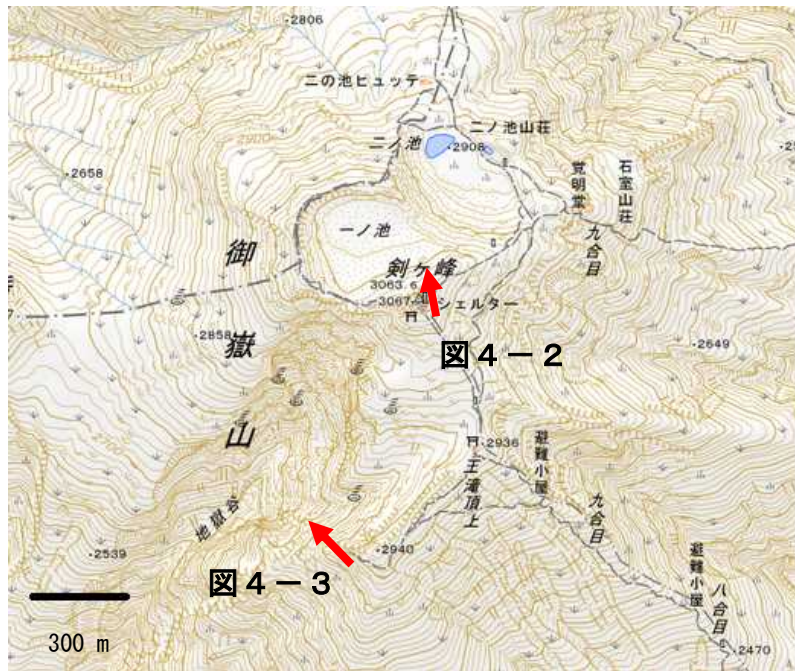 2806
二の池ヒュッテ
二ノ池山荘
二ノ池
2908
2658
覚明堂
石室山荘
九合目
一ノ池
御嶽山
剣ヶ峰
3063.6
3067
シェルター
2858
図4-2
2649
2936
避難小屋
王滝頂上
九合目
地獄谷
2539
2940
図4-3
避難小屋
八合目
2470
300 m